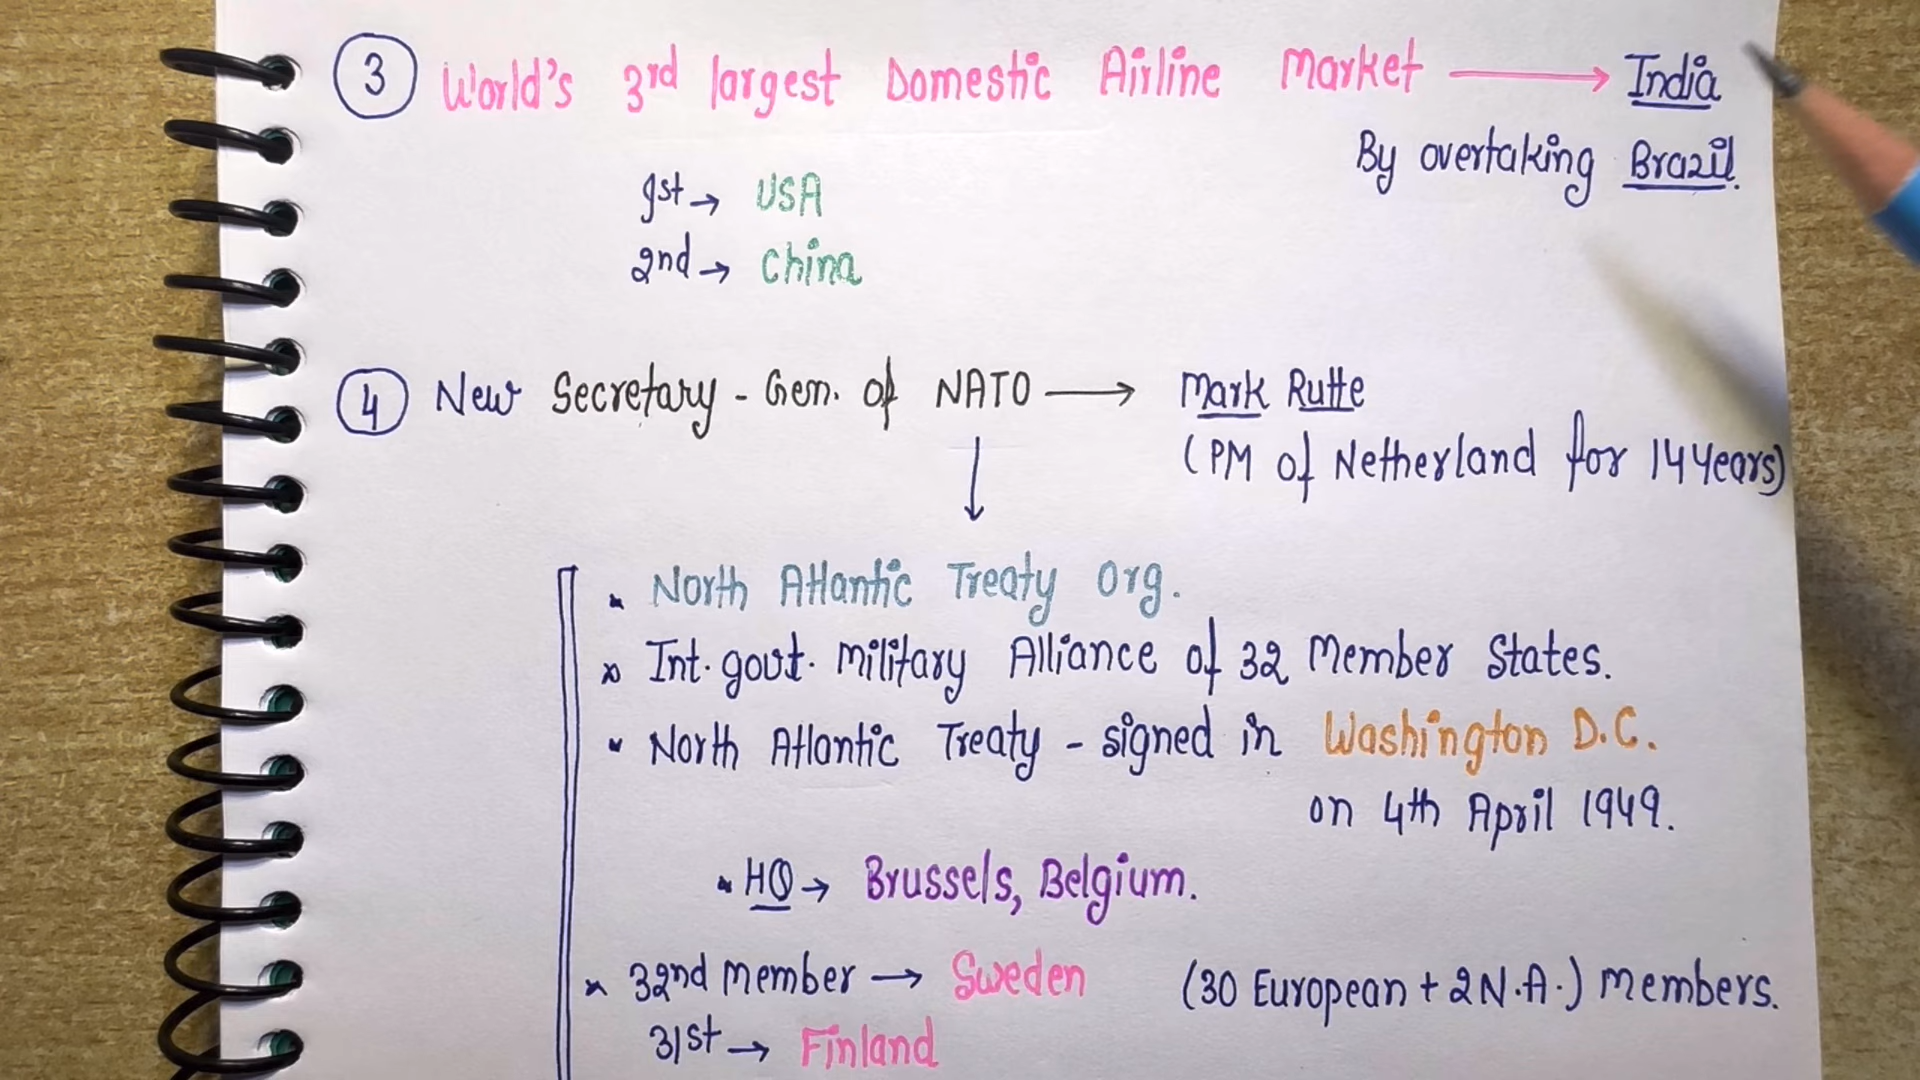 3 World's 3rd largest Domestic Airline Market → India
By overtaking Brazil.
1st → USA
2nd → China
4 New Secretary - Gen. of NATO → Mark Rutte
(PM of Netherland for 14 Years)
North Atlantic Treaty Org.
Int. govt. Military Alliance of 32 Member States.
North Atlantic Treaty - signed in Washington D.C.
on 4th April 1949.
HQ → Brussels, Belgium.
32nd Member → Sweden (30 European + 2 N.A.) Members.
31st → Finland